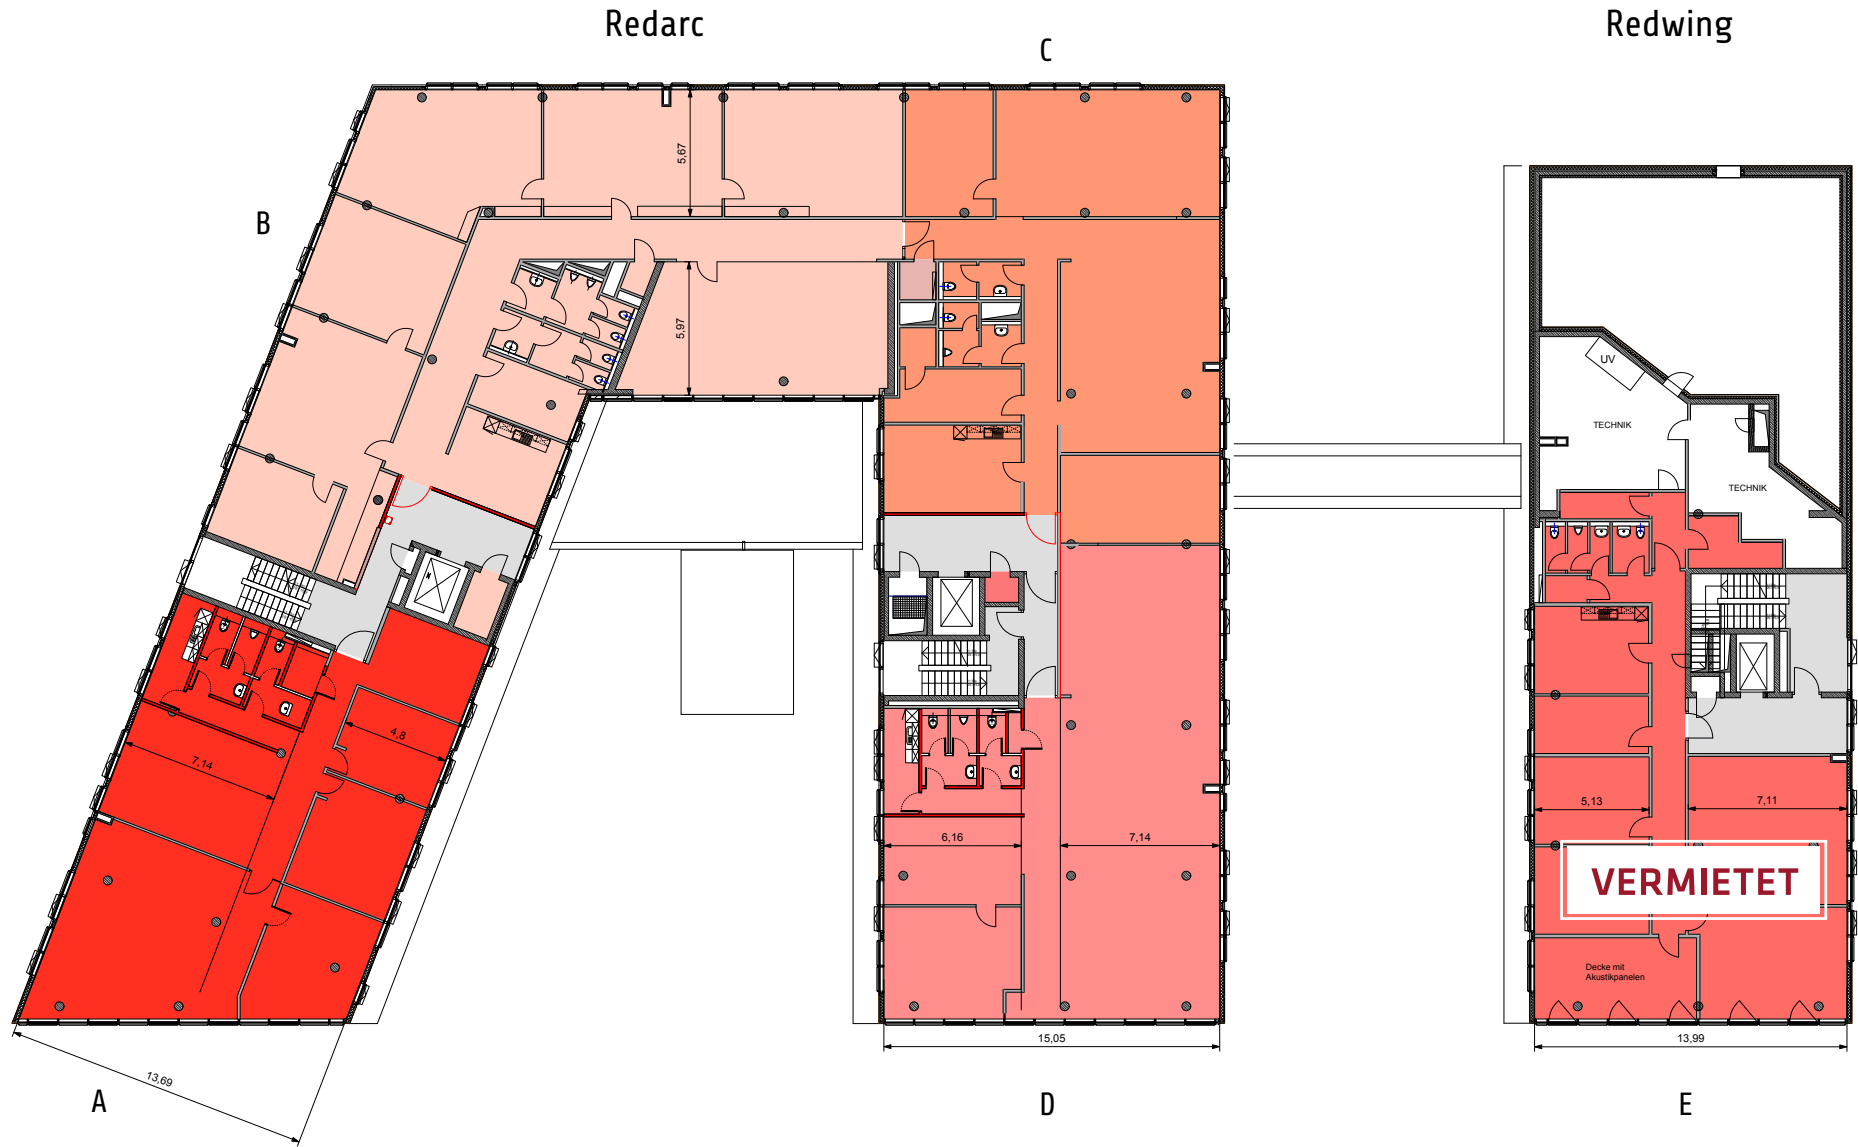 Redarc
Redwing
C
B
5,67
5,97
UV
TECHNIK
TECHNIK
4,8
7,14
5,13
7,11
6,16
7,14
VERMIETET
Decke mit
Akustikpanelen
15,05
13,99
13,69
A
D
E